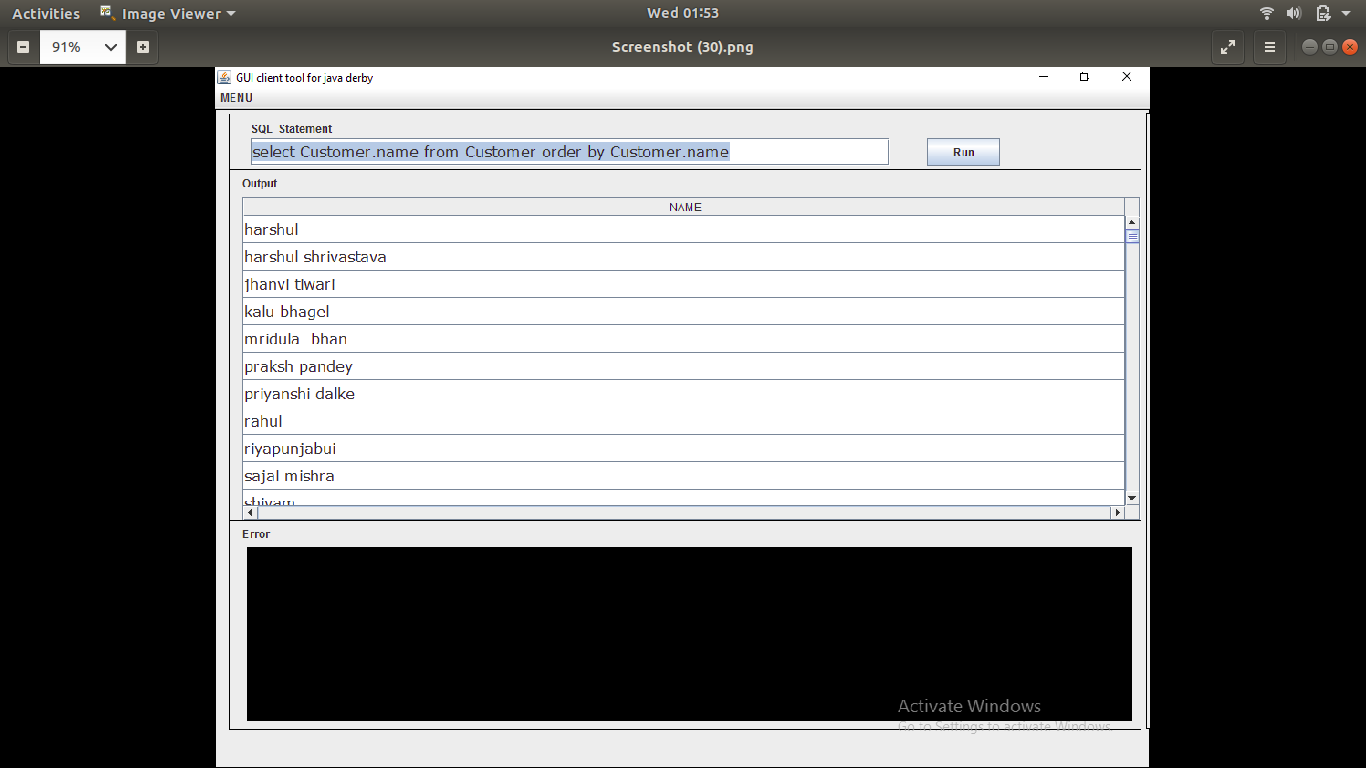 Activities Image Viewer Wed 01:53
91% Screenshot (30).png
GUI client tool for java derby
MENU
SQL Statement
select Customer.name from Customer order by Customer.name Run
Output
NAME
harshul
harshul shrivastava
jhanvi tiwari
kalu bhagel
mridula bhan
praksh pandey
priyanshi dalke
rahul
riyapunjabui
sajal mishra
shivam
Error
Activate Windows
Go to Settings to activate Windows.